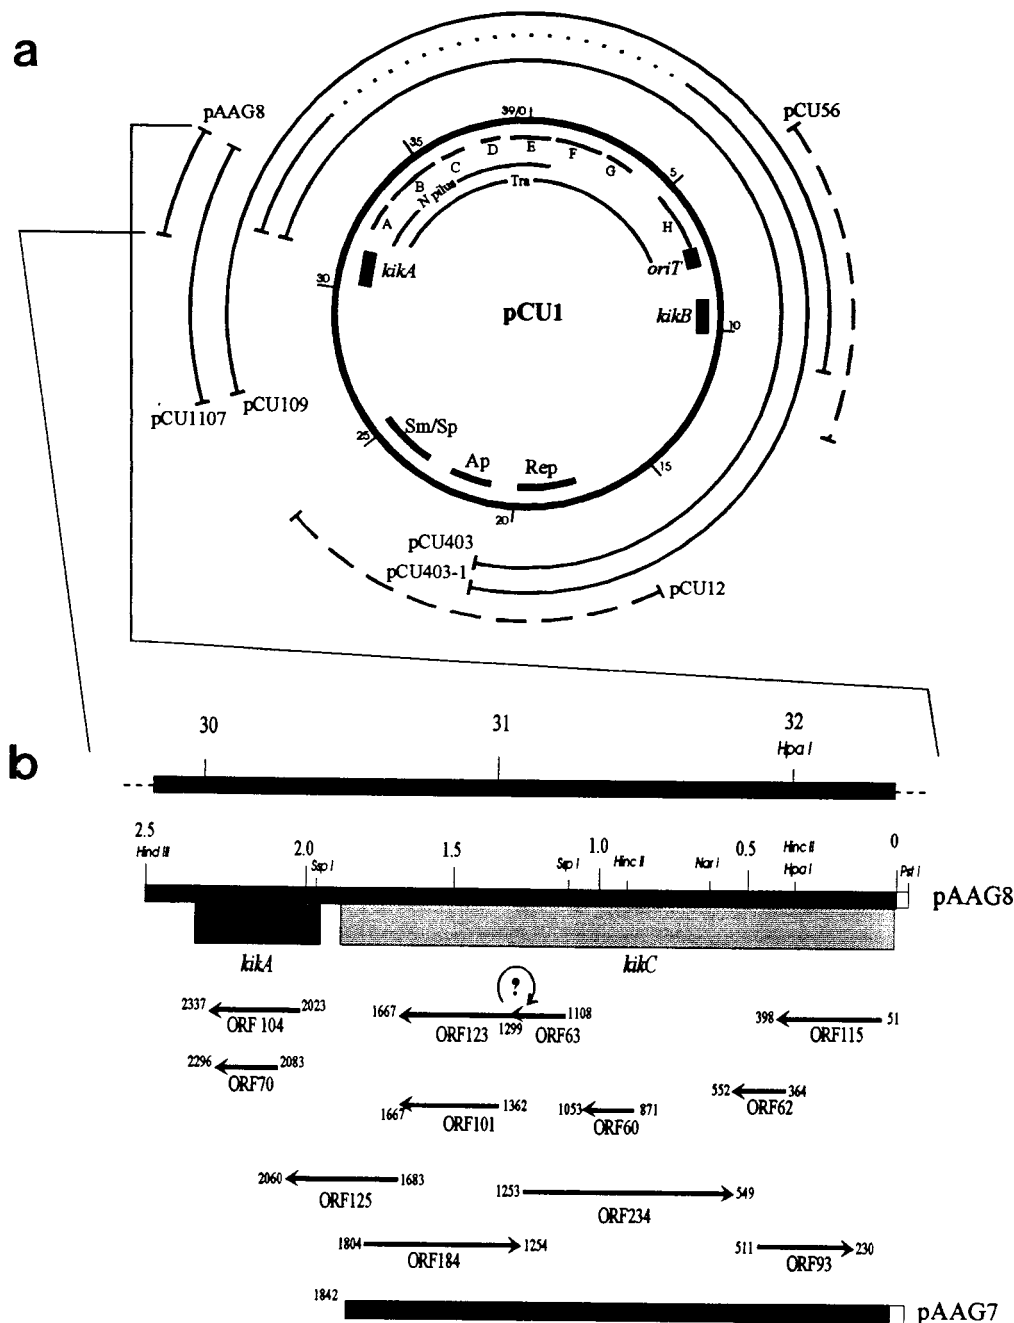 a
pAAG8
pCU56
39/0
35
5
D E F
C G
B
A H
N pilus
Tra
kikA
oriT
30
pCU1
kikB
10
pCU1107
pCU109
Sm/Sp
25
Ap
Rep
15
20
pCU403
pCU403-1
pCU12
b
30 31 32
Hpa I
2.5 2.0 1.5 1.0 0.5 0
Hind III Ssp I Ssp I Hinc II Nar I Hinc II Hpa I Pst I
pAAG8
kikA kikC
?
2337 2023 1667 1299 1108 398 51
ORF 104 ORF123 ORF63 ORF115
2296 2083 552 364
ORF70 ORF62
1667 1362 1053 871
ORF101 ORF60
2060 1683 1253 549
ORF125 ORF234
1804 1254 511 230
ORF184 ORF93
1842
pAAG7